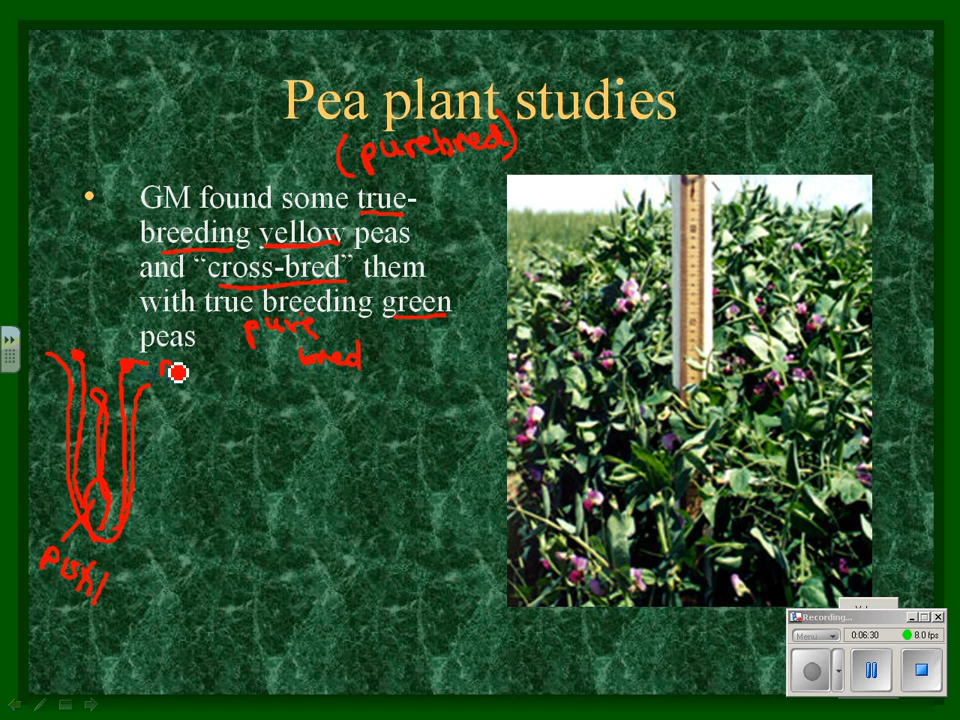 Pea plant studies
(purebred)
• GM found some true-
breeding yellow peas
and “cross-bred” them
with true breeding green
peas
pure
bred
Recording...
Menu
0:06:30
8.0 fps